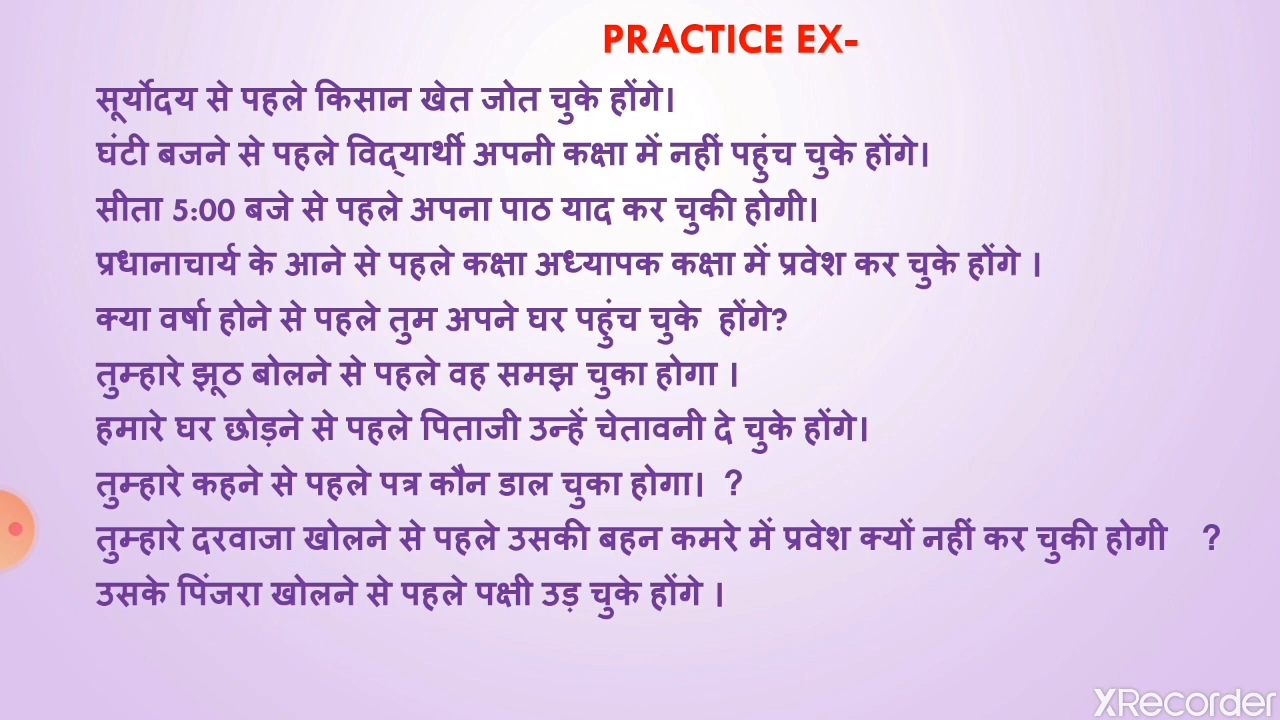 PRACTICE EX-
सूर्योदय से पहले किसान खेत जोत चुके होंगे।
घंटी बजने से पहले विद्यार्थी अपनी कक्षा में नहीं पहुंच चुके होंगे।
सीता 5:00 बजे से पहले अपना पाठ याद कर चुकी होगी।
प्रधानाचार्य के आने से पहले कक्षा अध्यापक कक्षा में प्रवेश कर चुके होंगे ।
क्या वर्षा होने से पहले तुम अपने घर पहुंच चुके होंगे?
तुम्हारे झूठ बोलने से पहले वह समझ चुका होगा ।
हमारे घर छोड़ने से पहले पिताजी उन्हें चेतावनी दे चुके होंगे।
तुम्हारे कहने से पहले पत्र कौन डाल चुका होगा। ?
तुम्हारे दरवाजा खोलने से पहले उसकी बहन कमरे में प्रवेश क्यों नहीं कर चुकी होगी ?
उसके पिंजरा खोलने से पहले पक्षी उड़ चुके होंगे ।
XRecorder